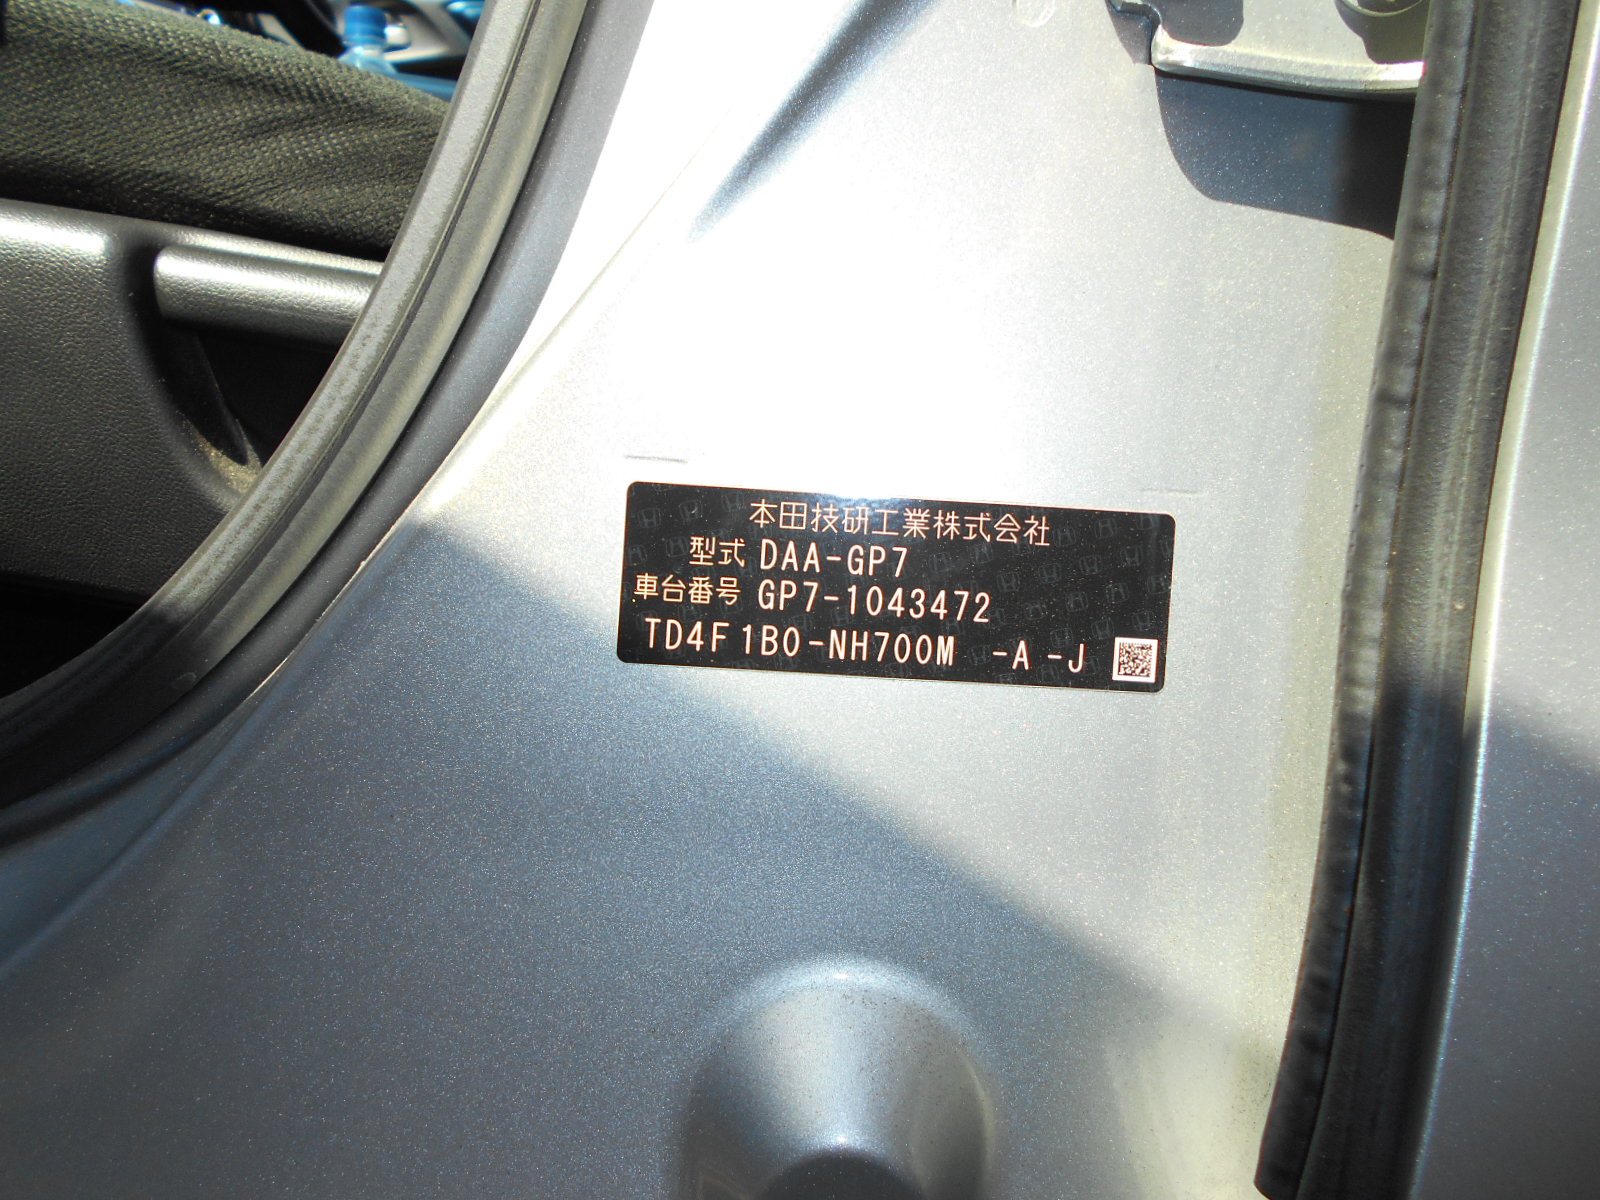 本田技研工業株式会社
型式 DAA-GP7
車台番号 GP7-1043472
TD4F1B0-NH700M -A -J